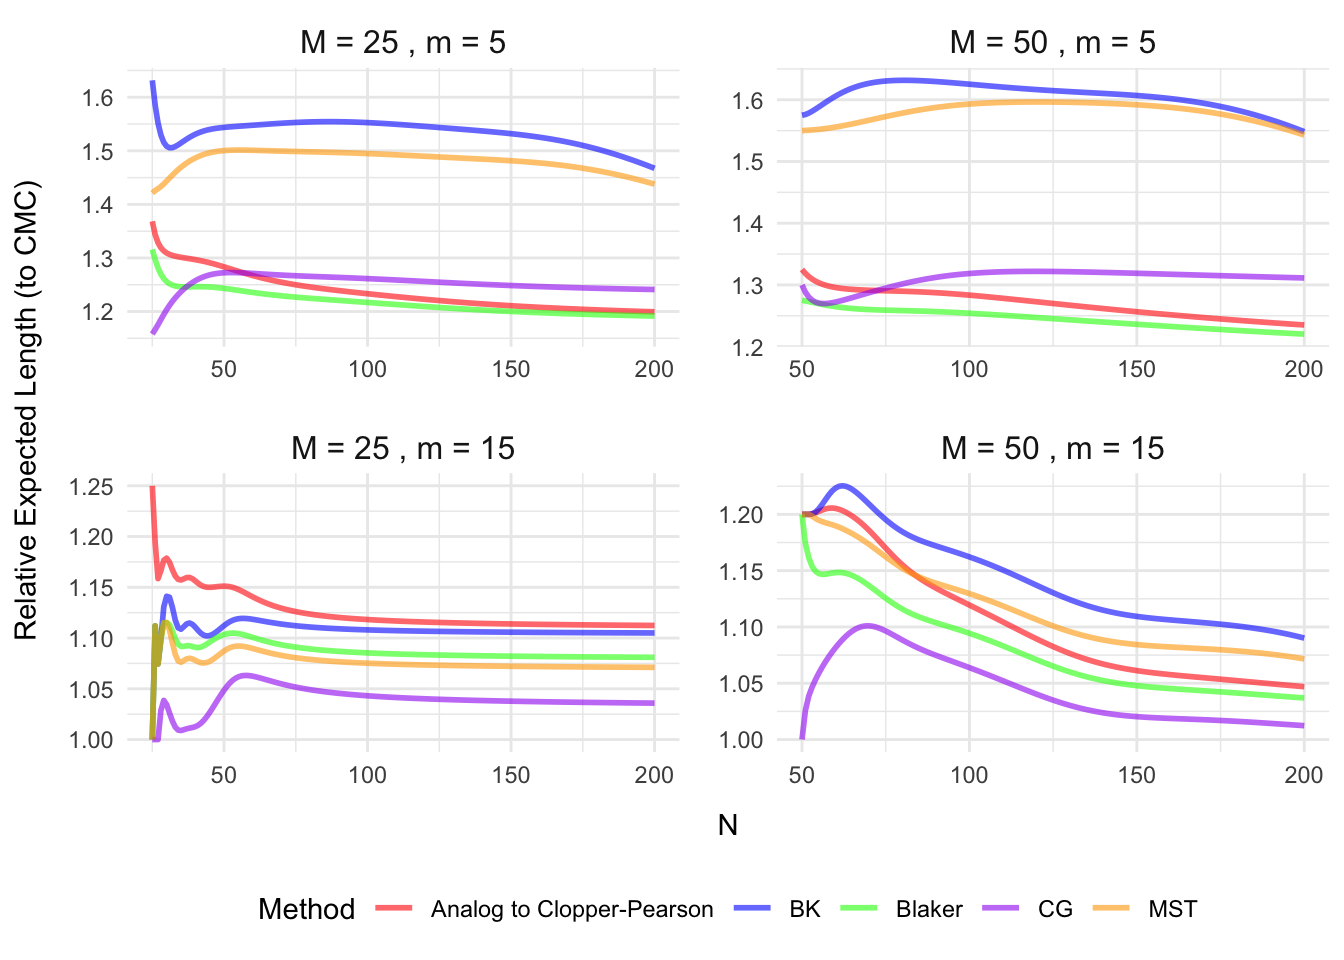 M = 25 , m = 5
M = 50 , m = 5
1.6
1.5
1.4
1.3
1.2
50 100 150 200
1.6
1.5
1.4
1.3
1.2
50 100 150 200
Relative Expected Length (to CMC)
M = 25 , m = 15
M = 50 , m = 15
1.25
1.20
1.15
1.10
1.05
1.00
50 100 150 200
1.20
1.15
1.10
1.05
1.00
50 100 150 200
N
Method Analog to Clopper-Pearson BK Blaker CG MST